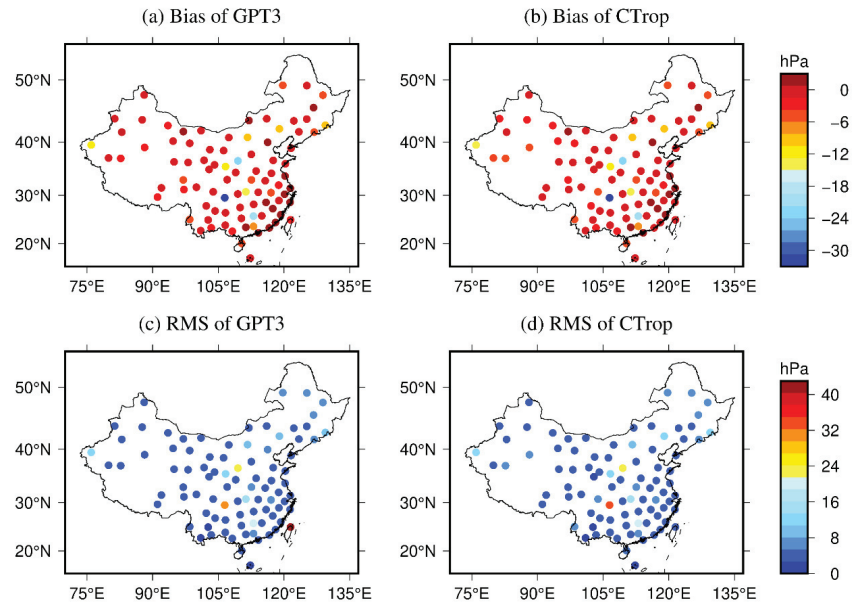 (a) Bias of GPT3
(b) Bias of CTrop
hPa
50°N
40°N
30°N
20°N
75°E 90°E 105°E 120°E 135°E
50°N
40°N
30°N
20°N
75°E 90°E 105°E 120°E 135°E
0
−6
−12
−18
−24
−30
(c) RMS of GPT3
(d) RMS of CTrop
hPa
50°N
40°N
30°N
20°N
75°E 90°E 105°E 120°E 135°E
50°N
40°N
30°N
20°N
75°E 90°E 105°E 120°E 135°E
40
32
24
16
8
0